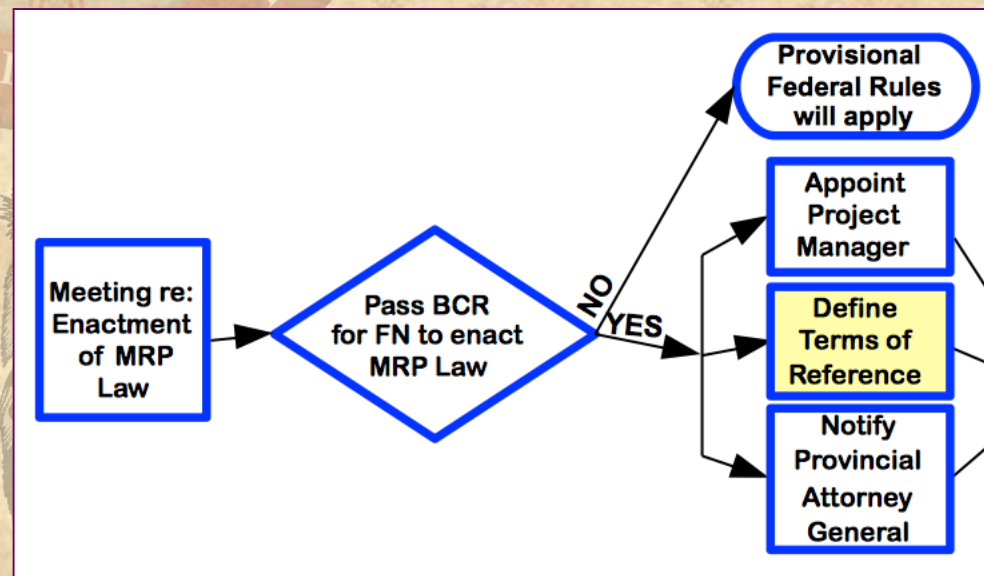 Meeting re:
Enactment
of MRP
Law
Pass BCR
for FN to enact
MRP Law
NO
YES
Provisional
Federal Rules
will apply
Appoint
Project
Manager
Define
Terms of
Reference
Notify
Provincial
Attorney
General